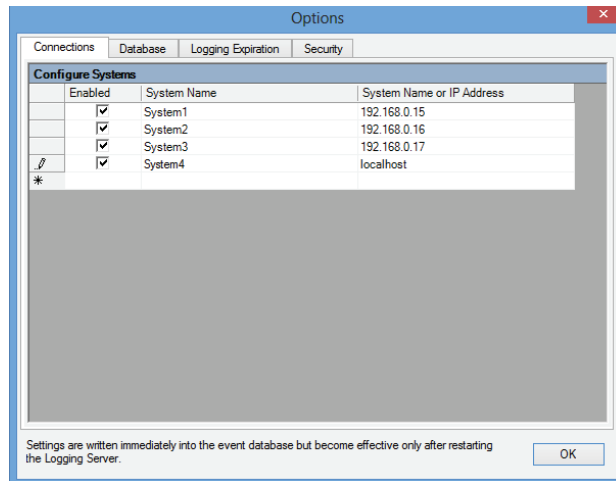 Options
Connections Database Logging Expiration Security
Configure Systems
Enabled System Name System Name or IP Address
System1 192.168.0.15
System2 192.168.0.16
System3 192.168.0.17
System4 localhost
Settings are written immediately into the event database but become effective only after restarting
the Logging Server.
OK